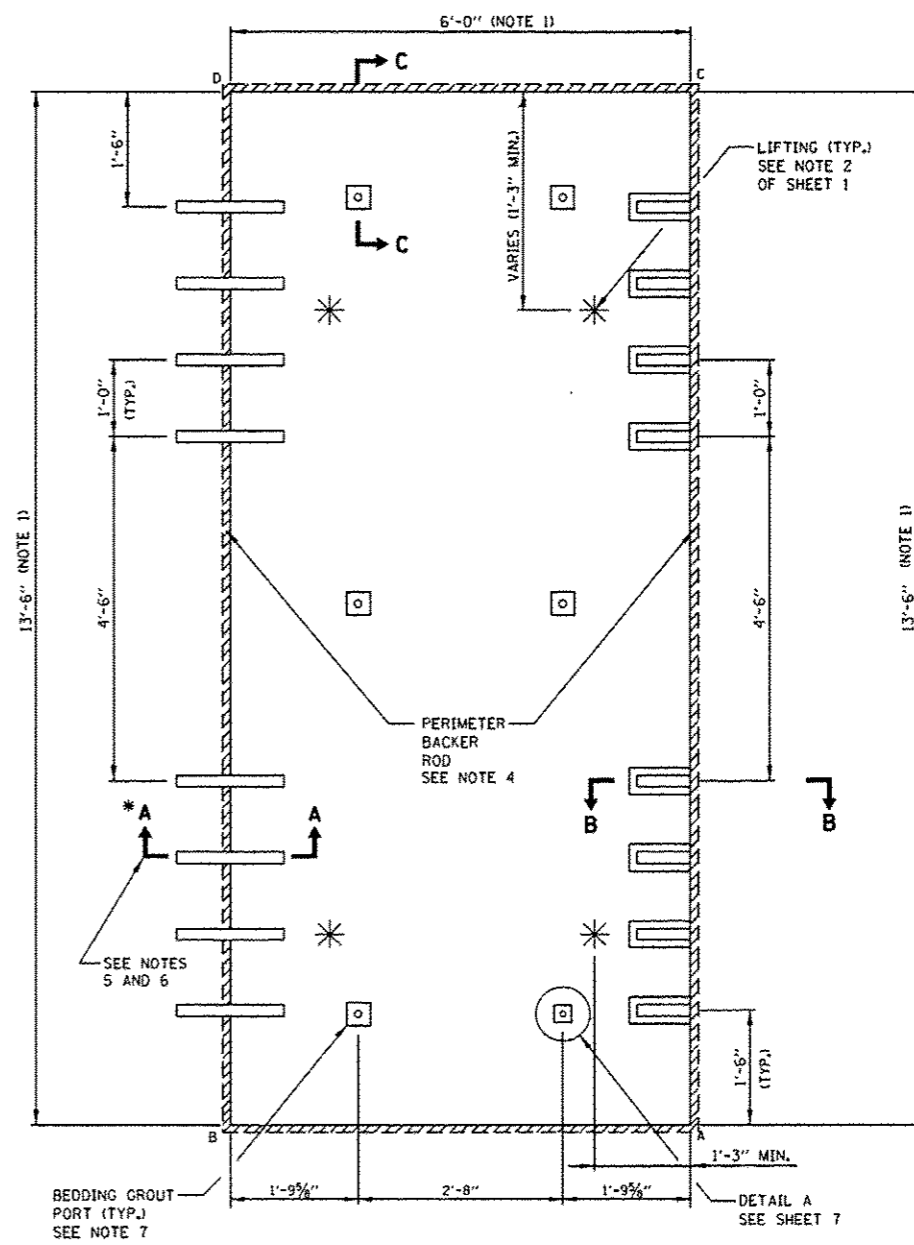 6'-0" (NOTE 1)
D
C
C
1'-6"
VARIES (1'-3" MIN.)
LIFTING (TYP.)
SEE NOTE 2
OF SHEET 1
C
1'-0"
(TYP.)
1'-0"
13'-6" (NOTE 1)
4'-6"
4'-6"
13'-6" (NOTE 1)
PERIMETER
BACKER
ROD
SEE NOTE 4
* A
A
B
B
SEE NOTES
5 AND 6
1'-6"
(TYP.)
B
A
1'-3" MIN.
BEDDING GROUT
PORT (TYP.)
SEE NOTE 7
1'-9⅝"
2'-8"
1'-9⅝"
DETAIL A
SEE SHEET 7